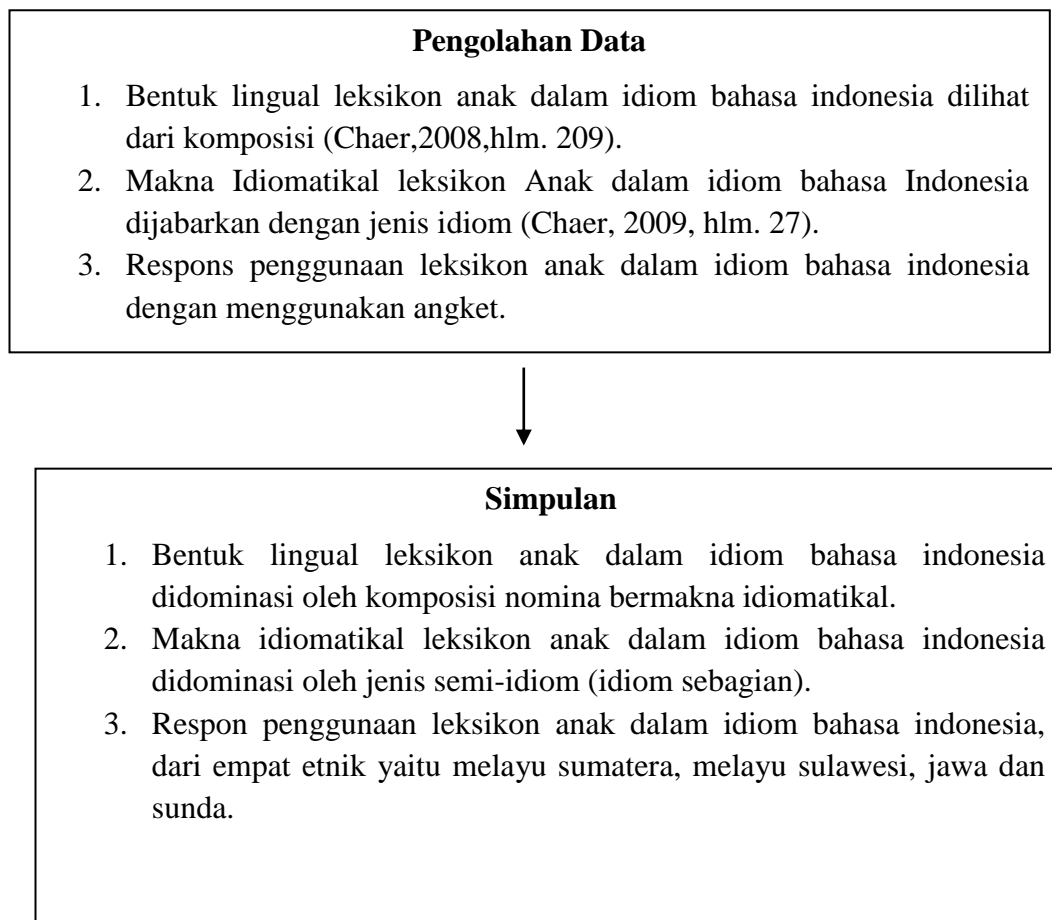 Pengolahan Data
1. Bentuk lingual leksikon anak dalam idiom bahasa indonesia dilihat
dari komposisi (Chaer,2008,hlm. 209).
2. Makna Idiomatikal leksikon Anak dalam idiom bahasa Indonesia
dijabarkan dengan jenis idiom (Chaer, 2009, hlm. 27).
3. Respons penggunaan leksikon anak dalam idiom bahasa indonesia
dengan menggunakan angket.
Simpulan
1. Bentuk lingual leksikon anak dalam idiom bahasa indonesia
didominasi oleh komposisi nomina bermakna idiomatikal.
2. Makna idiomatikal leksikon anak dalam idiom bahasa indonesia
didominasi oleh jenis semi-idiom (idiom sebagian).
3. Respon penggunaan leksikon anak dalam idiom bahasa indonesia,
dari empat etnik yaitu melayu sumatera, melayu sulawesi, jawa dan
sunda.